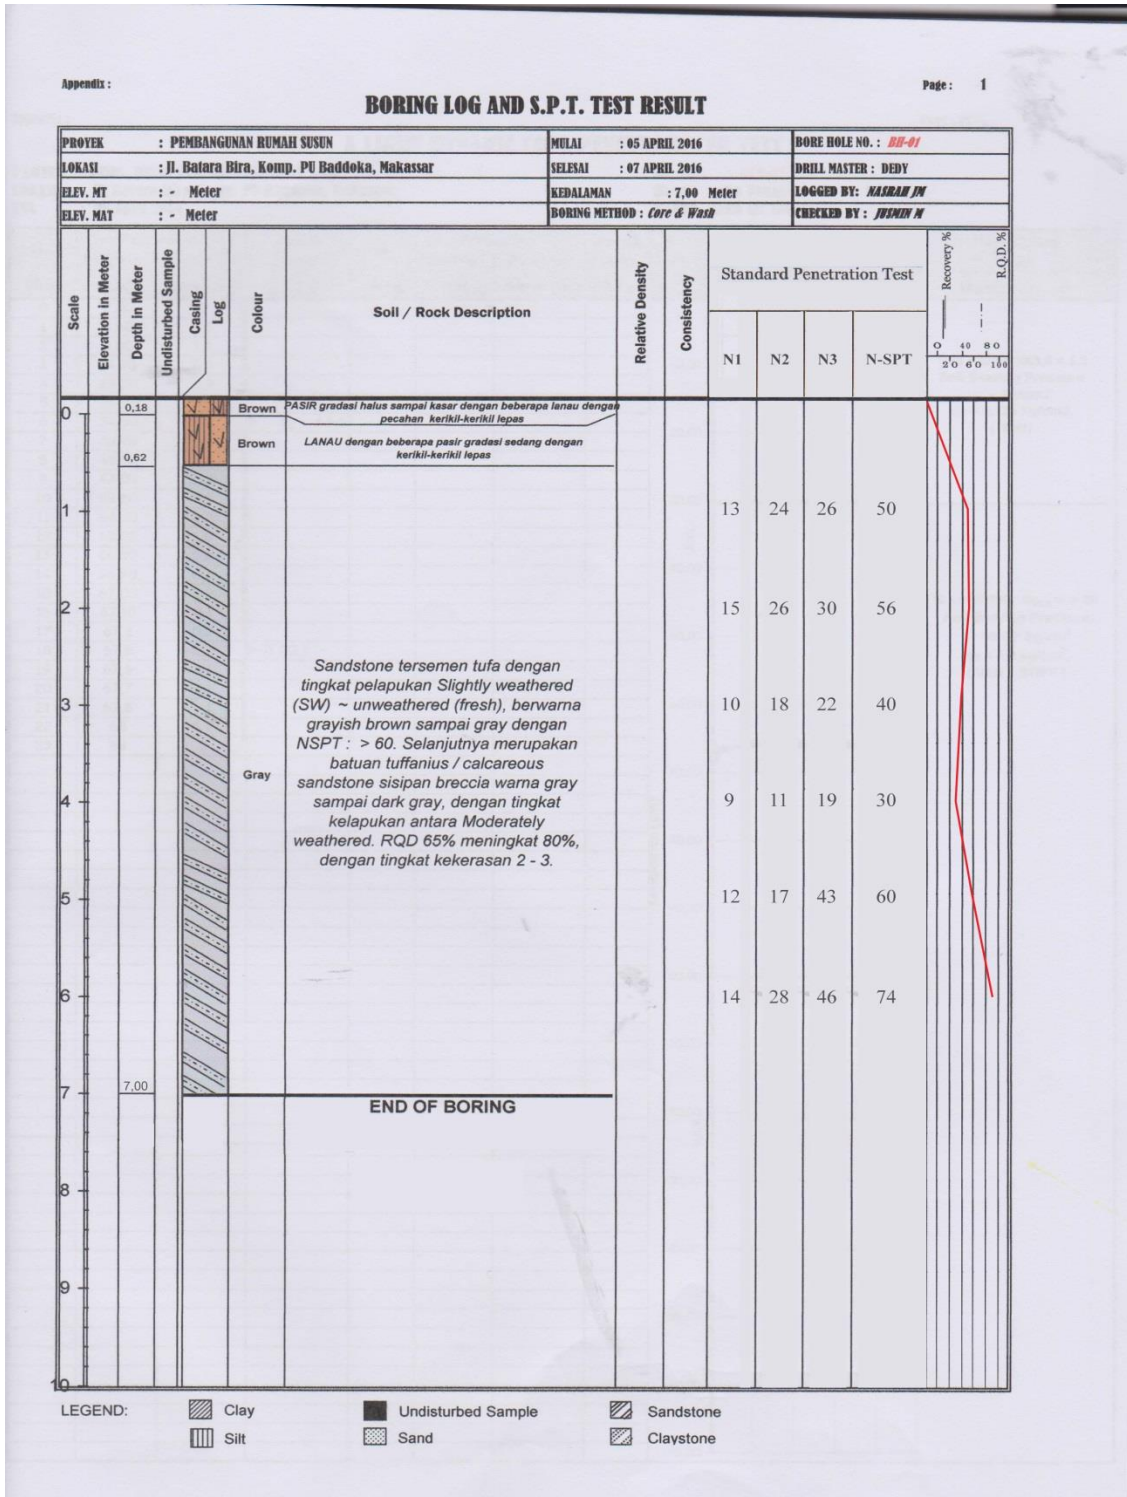 Appendix :
Page : 1
BORING LOG AND S.P.T. TEST RESULT
PROYEK : PEMBANGUNAN RUMAH SUSUN
MULAI : 05 APRIL 2016
BORE HOLE NO. : BH-01
LOKASI : Jl. Batara Bira, Komp. PU Baddoka, Makassar
SELESAI : 07 APRIL 2016
DRILL MASTER : DEDY
ELEV. MT : - Meter
KEDALAMAN : 7,00 Meter
LOGGED BY: NASRAH JM
ELEV. MAT : - Meter
BORING METHOD : Core & Wash
CHECKED BY : JUSMIN M
Scale
Elevation in Meter
Depth in Meter
Undisturbed Sample
Casing
Log
Colour
Soil / Rock Description
Relative Density
Consistency
Standard Penetration Test
N1 N2 N3 N-SPT
Recovery %
R.Q.D. %
0 40 80
20 60 100
0
0,18
Brown
PASIR gradasi halus sampai kasar dengan beberapa lanau dengan
pecahan kerikil-kerikil lepas
Brown
LANAU dengan beberapa pasir gradasi sedang dengan
kerikil-kerikil lepas
0,62
1
13 24 26 50
2
15 26 30 56
Sandstone tersemen tufa dengan
tingkat pelapukan Slightly weathered
(SW) ~ unweathered (fresh), berwarna
grayish brown sampai gray dengan
NSPT : > 60. Selanjutnya merupakan
batuan tuffanius / calcareous
sandstone sisipan breccia warna gray
sampai dark gray, dengan tingkat
kelapukan antara Moderately
weathered. RQD 65% meningkat 80%,
dengan tingkat kekerasan 2 - 3.
Gray
3
10 18 22 40
4
9 11 19 30
5
12 17 43 60
6
14 28 46 74
7
7,00
END OF BORING
8
9
10
LEGEND:
Clay
Undisturbed Sample
Sandstone
Silt
Sand
Claystone